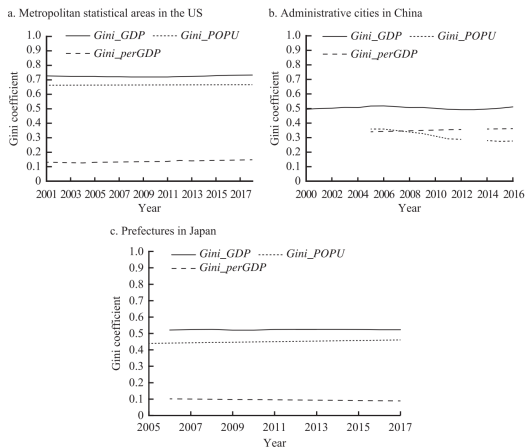 a. Metropolitan statistical areas in the US
Gini_GDP Gini_POPU
Gini_perGDP
Gini coefficient
1.0
0.9
0.8
0.7
0.6
0.5
0.4
0.3
0.2
0.1
0
2001 2003 2005 2007 2009 2011 2013 2015 2017
Year
b. Administrative cities in China
Gini_GDP Gini_POPU
Gini_perGDP
Gini coefficient
1.0
0.9
0.8
0.7
0.6
0.5
0.4
0.3
0.2
0.1
0
2000 2002 2004 2006 2008 2010 2012 2014 2016
Year
c. Prefectures in Japan
Gini_GDP Gini_POPU
Gini_perGDP
Gini coefficient
1.0
0.9
0.8
0.7
0.6
0.5
0.4
0.3
0.2
0.1
0
2005 2007 2009 2011 2013 2015 2017
Year